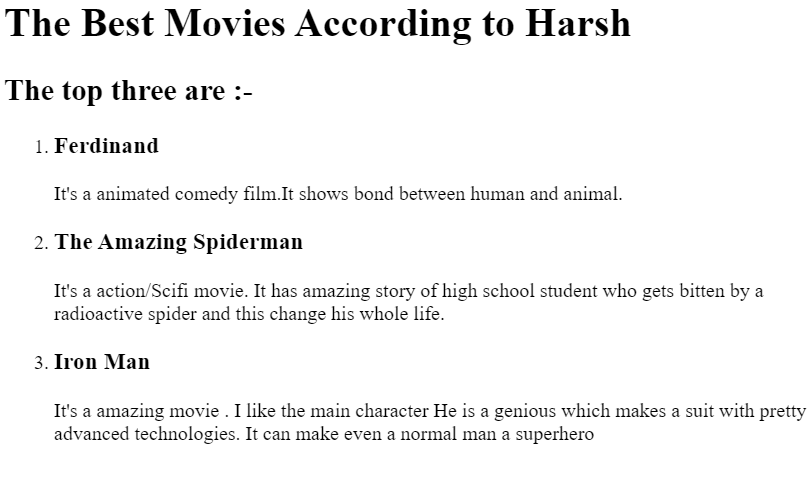 The Best Movies According to Harsh
The top three are :-
1. Ferdinand
It's a animated comedy film.It shows bond between human and animal.
2. The Amazing Spiderman
It's a action/Scifi movie. It has amazing story of high school student who gets bitten by a
radioactive spider and this change his whole life.
3. Iron Man
It's a amazing movie . I like the main character He is a genious which makes a suit with pretty
advanced technologies. It can make even a normal man a superhero